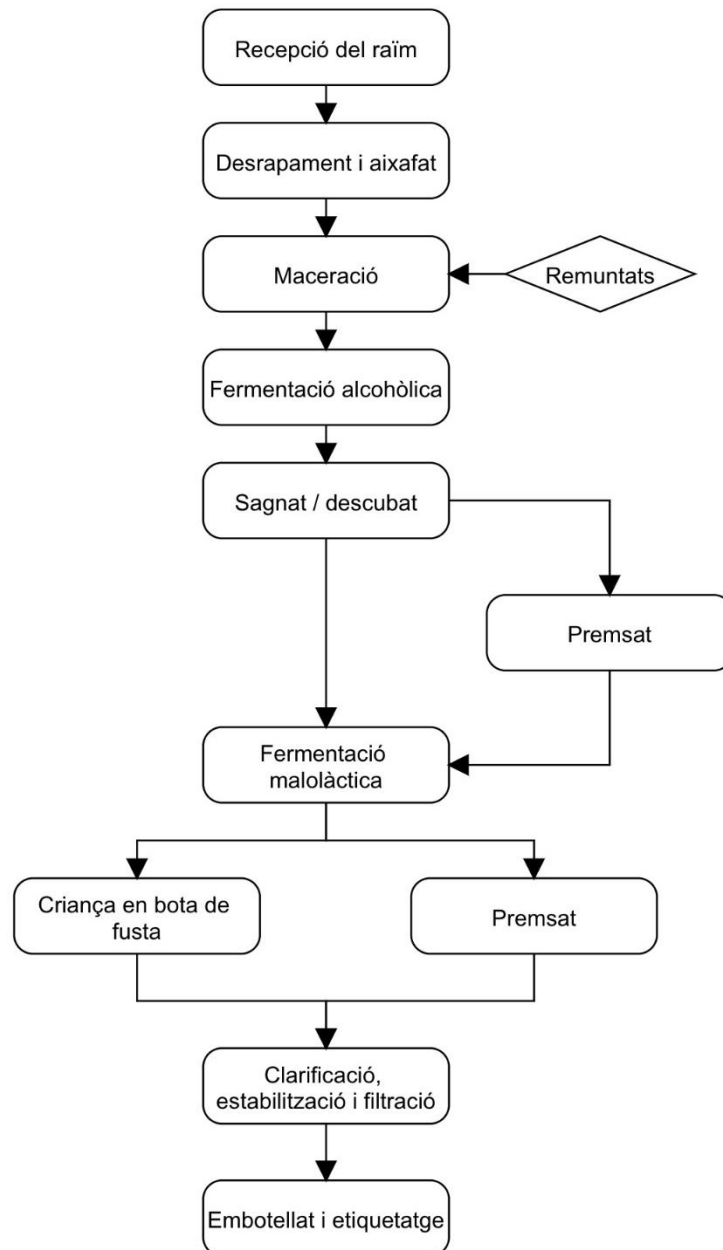 Recepció del raïm
Desrapament i aixafat
Maceració
Remuntats
Fermentació alcohòlica
Sagnat / descubat
Premsat
Fermentació
malolàctica
Criança en bota de
fusta
Premsat
Clarificació,
estabilització i filtració
Embotellat i etiquetatge